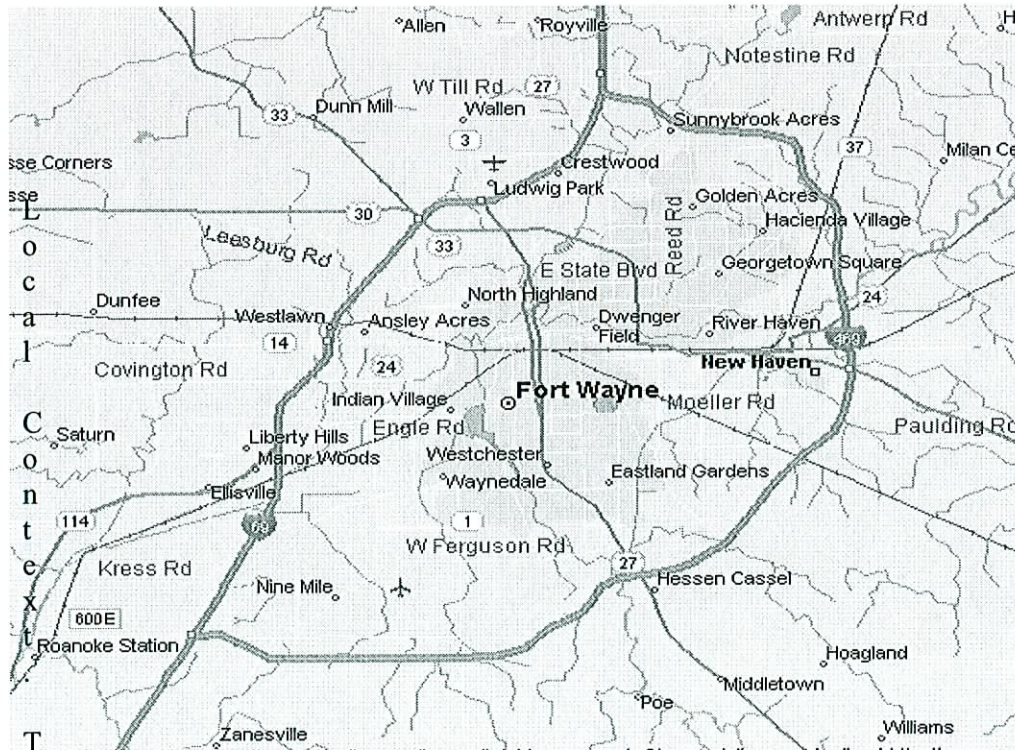 Allen
Royville
Antwerp Rd
H
Notestine Rd
W Till Rd
27
Dunn Mill
33
Wallen
3
Sunnybrook Acres
37
sse Corners
Crestwood
Milan Ce
Ludwig Park
sse
Golden Acres
30
Hacienda Village
33
Leesburg Rd
Reed Rd
E State Blvd
Georgetown Square
Dunfee
North Highland
24
Westlawn
Ansley Acres
Dwenger
Field
River Haven
469
14
New Haven
Covington Rd
24
Fort Wayne
Indian Village
Moeller Rd
Engle Rd
Paulding Rd
Saturn
Liberty Hills
Manor Woods
Westchester
Eastland Gardens
Ellisville
Waynedale
114
69
1
W Ferguson Rd
Kress Rd
27
Nine Mile
Hessen Cassel
600E
Roanoke Station
Hoagland
Middletown
Poe
Zanesville
Williams
Local Context. T